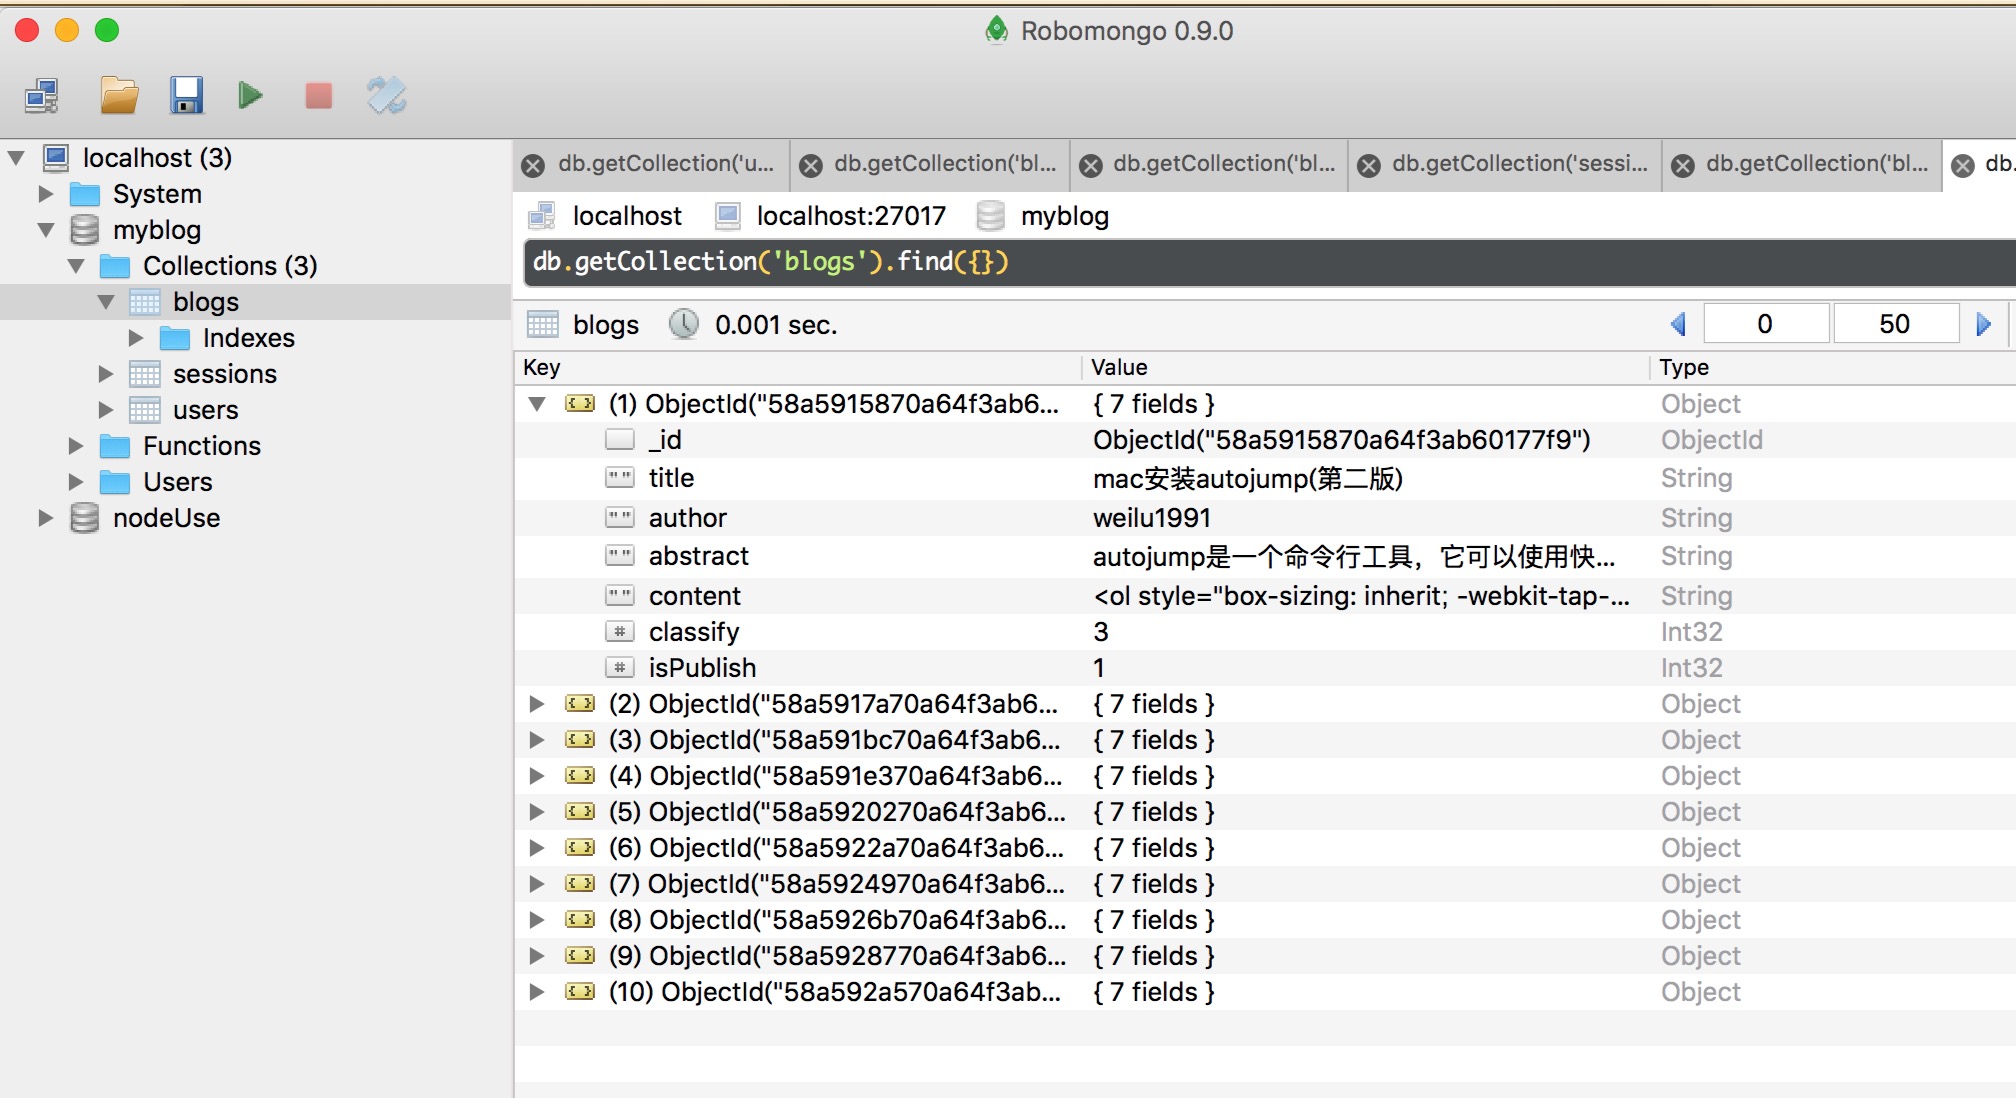 Robomongo 0.9.0
localhost (3)
System
myblog
Collections (3)
blogs
Indexes
sessions
users
Functions
Users
nodeUse
db.getCollection('u... db.getCollection('bl... db.getCollection('bl... db.getCollection('sessi... db.getCollection('bl... db.
localhost localhost:27017 myblog
db.getCollection('blogs').find({})
blogs 0.001 sec. 0 50
Key Value Type
(1) ObjectId("58a5915870a64f3ab6... { 7 fields } Object
_id ObjectId("58a5915870a64f3ab60177f9") ObjectId
title mac安装autojump(第二版) String
author weilu1991 String
abstract autojump是一个命令行工具，它可以使用快... String
content <ol style="box-sizing: inherit; -webkit-tap-... String
classify 3 Int32
isPublish 1 Int32
(2) ObjectId("58a5917a70a64f3ab6... { 7 fields } Object
(3) ObjectId("58a591bc70a64f3ab6... { 7 fields } Object
(4) ObjectId("58a591e370a64f3ab6... { 7 fields } Object
(5) ObjectId("58a5920270a64f3ab6... { 7 fields } Object
(6) ObjectId("58a5922a70a64f3ab6... { 7 fields } Object
(7) ObjectId("58a5924970a64f3ab6... { 7 fields } Object
(8) ObjectId("58a5926b70a64f3ab6... { 7 fields } Object
(9) ObjectId("58a5928770a64f3ab6... { 7 fields } Object
(10) ObjectId("58a592a570a64f3ab... { 7 fields } Object